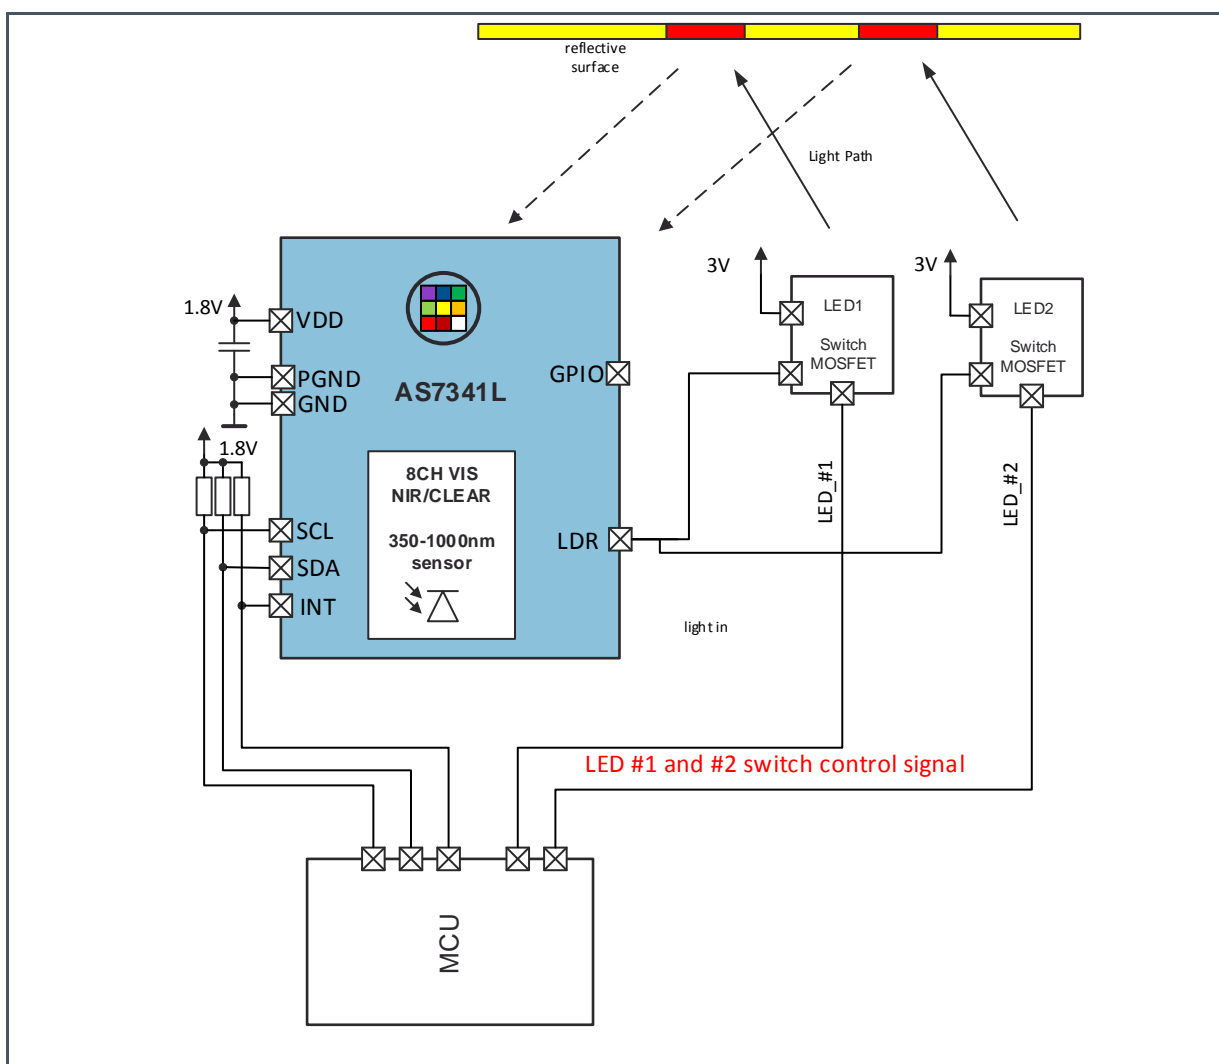 reflective
surface
Light Path
3V
3V
1.8V
VDD
LED1
LED2
Switch
MOSFET
Switch
MOSFET
PGND
GPIO
AS7341L
GND
1.8V
8CH VIS
NIR/CLEAR
LED_#1
LED_#2
SCL
LDR
350-1000nm
sensor
SDA
INT
light in
LED #1 and #2 switch control signal
MCU